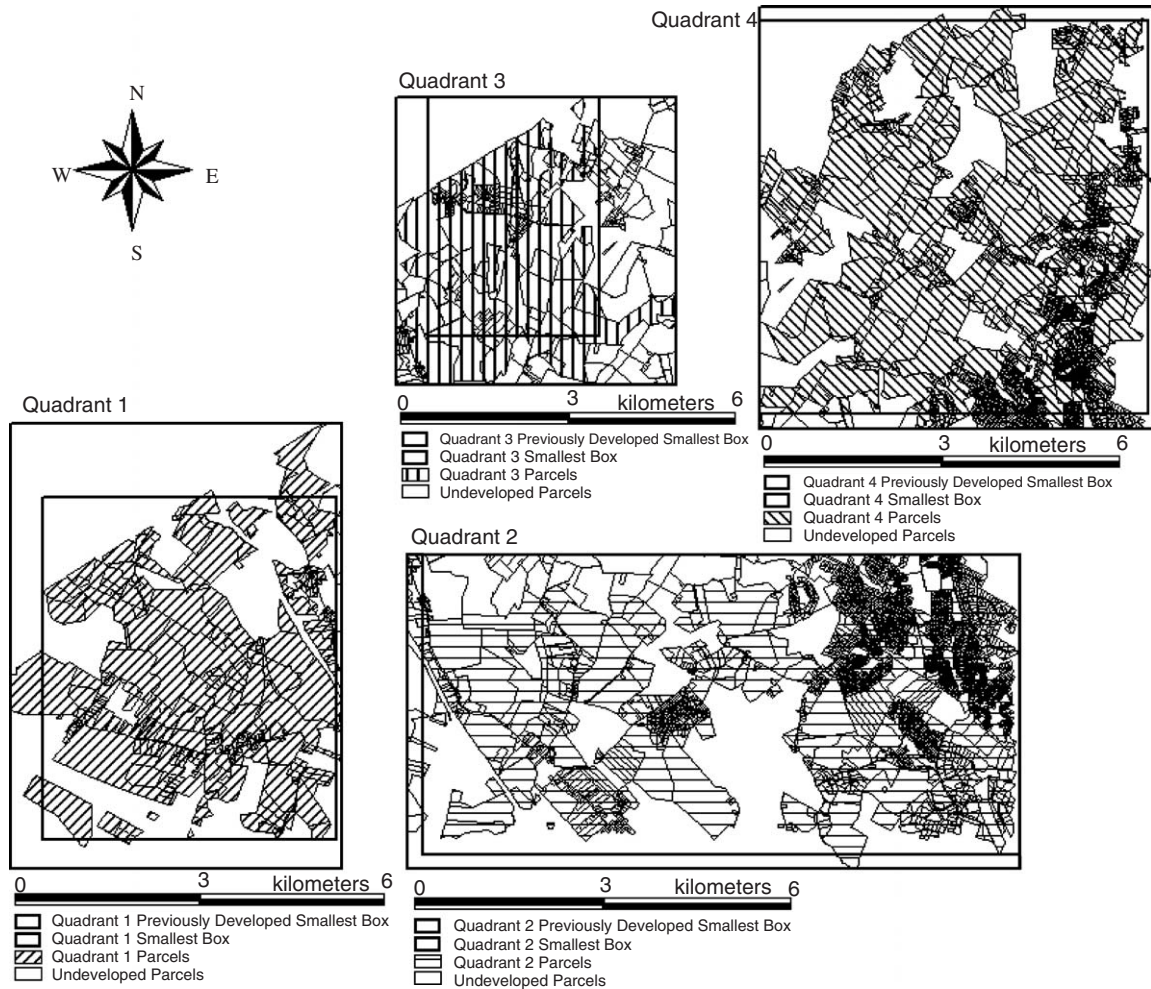 Quadrant 4
Quadrant 3
N
W
E
S
0 3 kilometers 6
Quadrant 3 Previously Developed Smallest Box
Quadrant 3 Smallest Box
Quadrant 3 Parcels
Undeveloped Parcels
0 3 kilometers 6
Quadrant 4 Previously Developed Smallest Box
Quadrant 4 Smallest Box
Quadrant 4 Parcels
Undeveloped Parcels
Quadrant 1
0 3 kilometers 6
Quadrant 1 Previously Developed Smallest Box
Quadrant 1 Smallest Box
Quadrant 1 Parcels
Undeveloped Parcels
Quadrant 2
0 3 kilometers 6
Quadrant 2 Previously Developed Smallest Box
Quadrant 2 Smallest Box
Quadrant 2 Parcels
Undeveloped Parcels